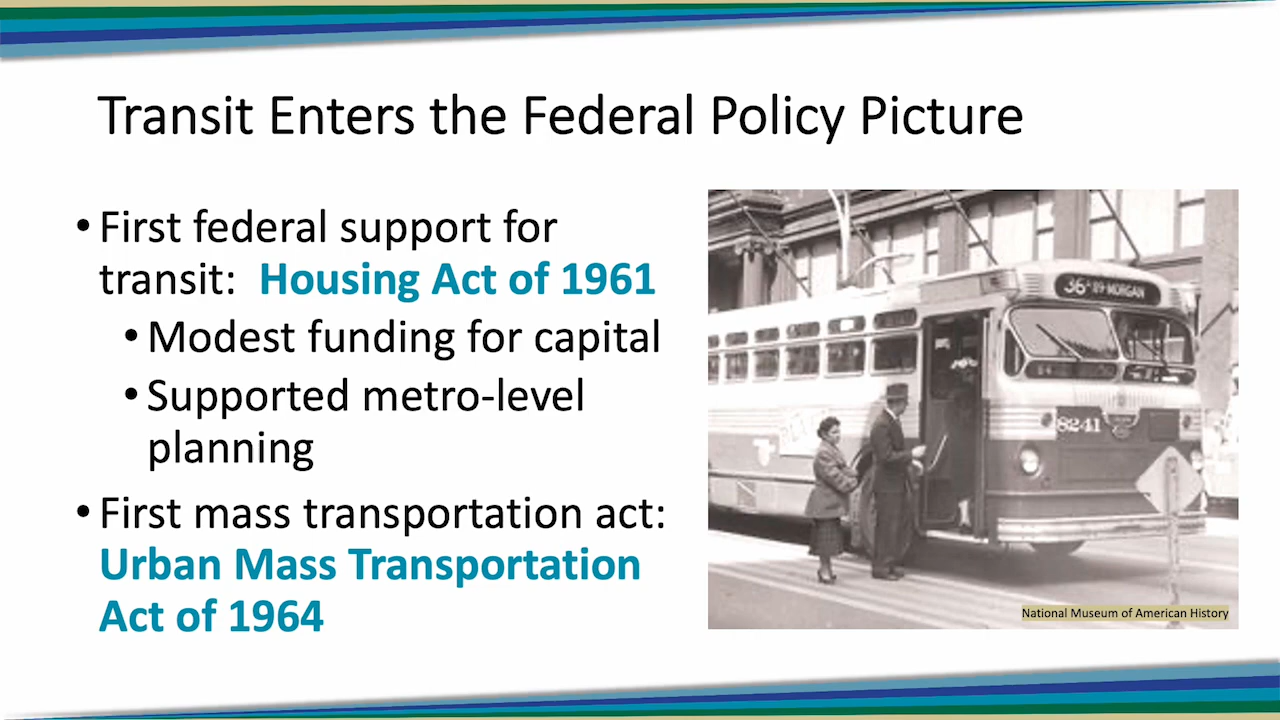 Transit Enters the Federal Policy Picture
• First federal support for
transit: Housing Act of 1961
• Modest funding for capital
• Supported metro-level
planning
• First mass transportation act:
Urban Mass Transportation
Act of 1964
MORGAN
8241
National Museum of American History